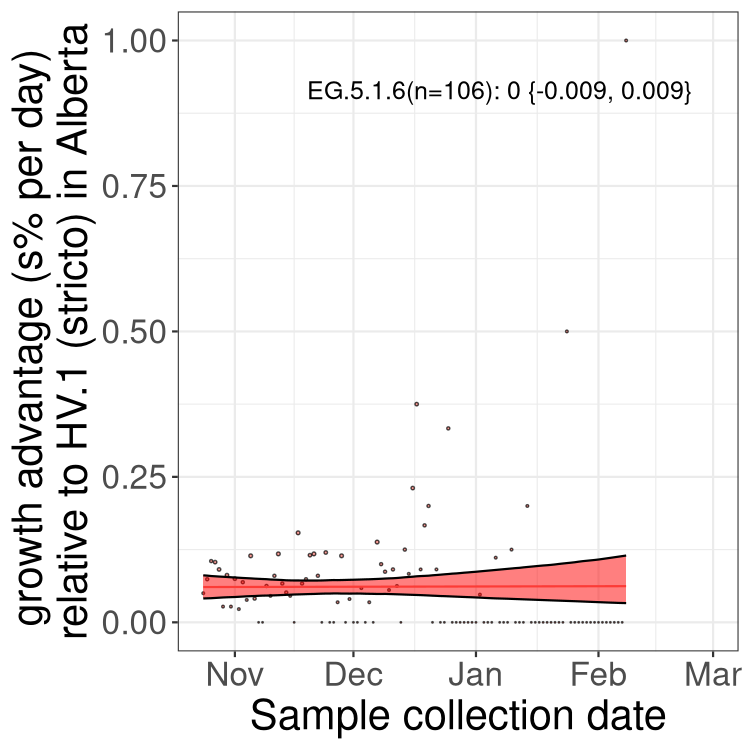 growth advantage (s% per day)
relative to HV.1 (stricto) in Alberta
1.00
0.75
0.50
0.25
0.00
EG.5.1.6(n=106): 0 {-0.009, 0.009}
Nov Dec Jan Feb Mar
Sample collection date